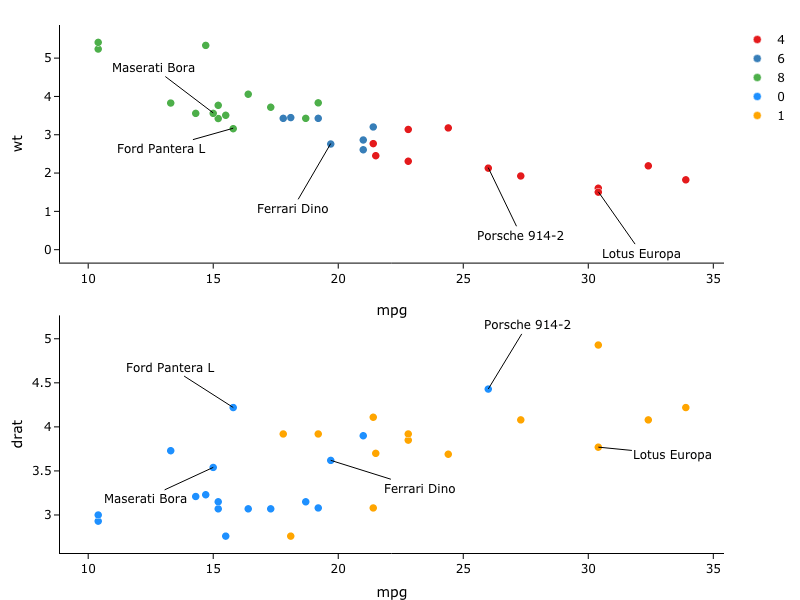 5
4
3
2
1
0
wt
Maserati Bora
Ford Pantera L
Ferrari Dino
Porsche 914-2
Lotus Europa
10
15
20
25
30
35
mpg
4
6
8
0
1
5
4.5
4
3.5
3
drat
Porsche 914-2
Ford Pantera L
Lotus Europa
Ferrari Dino
Maserati Bora
10
15
20
25
30
35
mpg